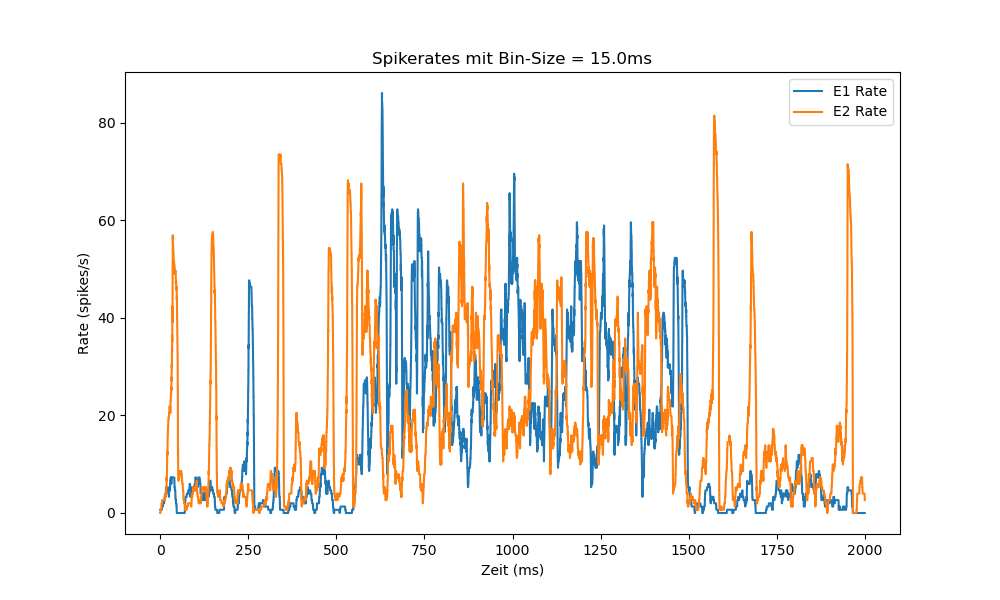 Spikerates mit Bin-Size = 15.0ms
E1 Rate
E2 Rate
Rate (spikes/s)
80
60
40
20
0
0 250 500 750 1000 1250 1500 1750 2000
Zeit (ms)